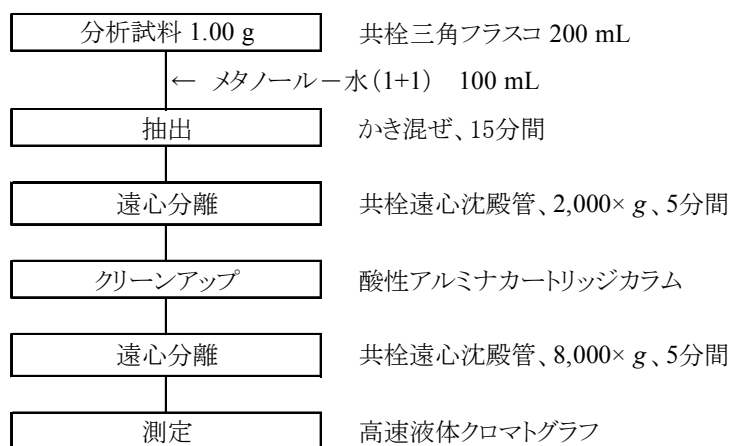 分析試料 1.00 g 共栓三角フラスコ 200 mL
← メタノール－水(1+1) 100 mL
抽出 かき混ぜ、15分間
遠心分離 共栓遠心沈殿管、2,000× g、5分間
クリーンアップ 酸性アルミナカートリッジカラム
遠心分離 共栓遠心沈殿管、8,000× g、5分間
測定 高速液体クロマトグラフ